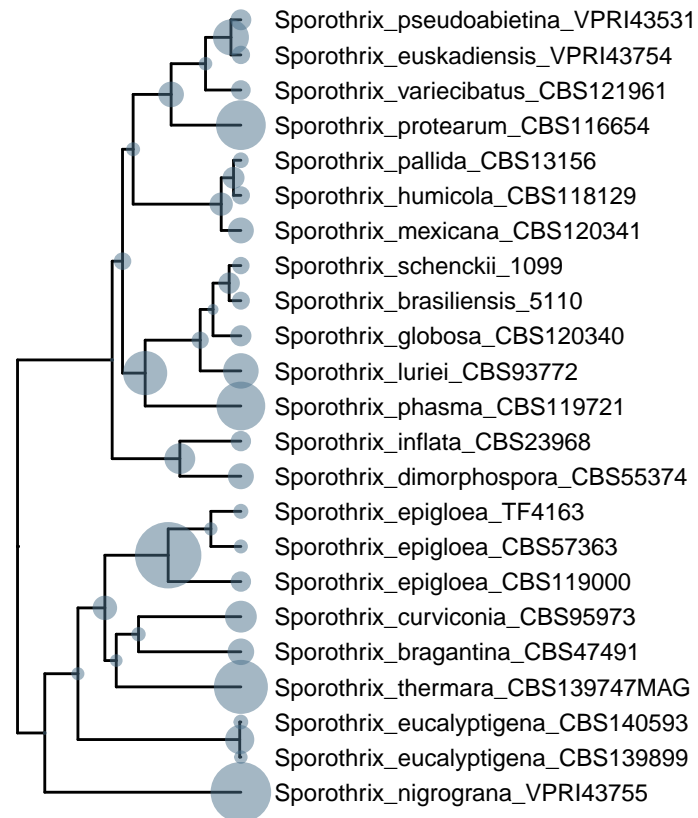 Sporothrix_pseudoabietina_VPRI43531
Sporothrix_euskadiensis_VPRI43754
Sporothrix_variecibatus_CBS121961
Sporothrix_protearum_CBS116654
Sporothrix_pallida_CBS13156
Sporothrix_humicola_CBS118129
Sporothrix_mexicana_CBS120341
Sporothrix_schenckii_1099
Sporothrix_brasiliensis_5110
Sporothrix_globosa_CBS120340
Sporothrix_luriei_CBS93772
Sporothrix_phasma_CBS119721
Sporothrix_inflata_CBS23968
Sporothrix_dimorphospora_CBS55374
Sporothrix_epigloea_TF4163
Sporothrix_epigloea_CBS57363
Sporothrix_epigloea_CBS119000
Sporothrix_curviconia_CBS95973
Sporothrix_bragantina_CBS47491
Sporothrix_thermara_CBS139747MAG
Sporothrix_eucalyptigena_CBS140593
Sporothrix_eucalyptigena_CBS139899
Sporothrix_nigrograna_VPRI43755